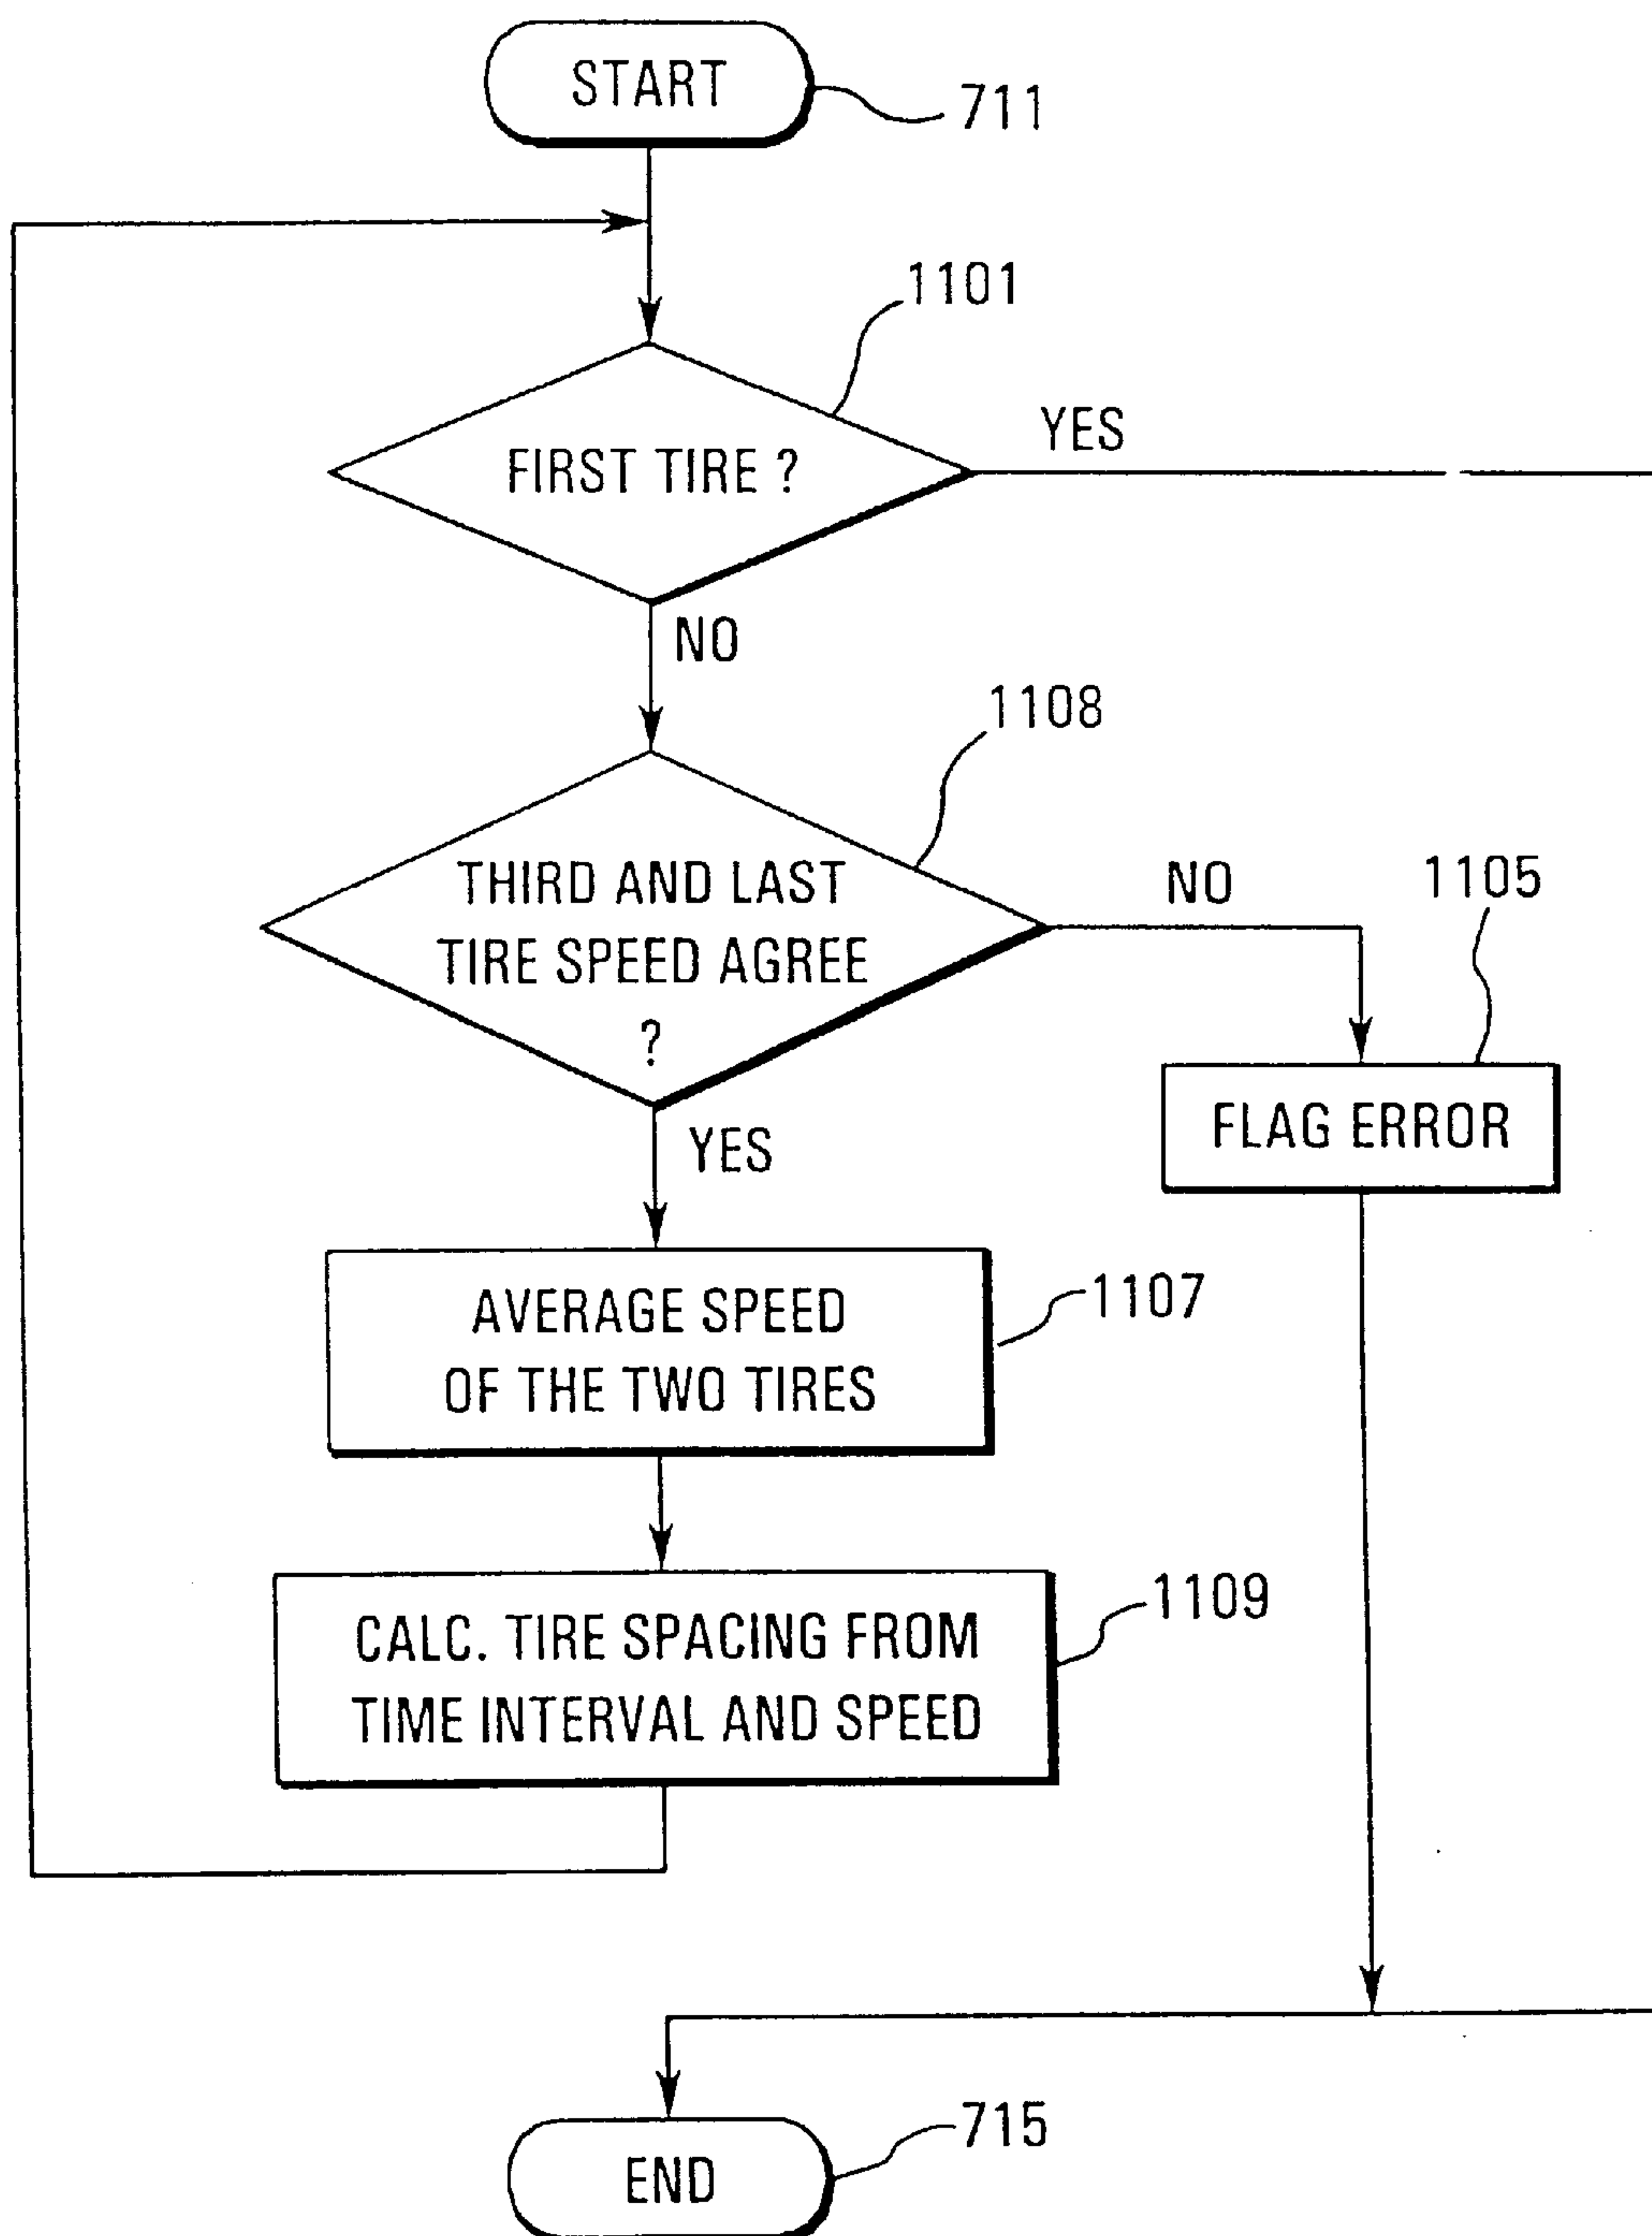 START
711
1101
FIRST TIRE ?
YES
NO
1108
THIRD AND LAST
TIRE SPEED AGREE
?
NO
1105
FLAG ERROR
YES
AVERAGE SPEED
OF THE TWO TIRES
1107
CALC. TIRE SPACING FROM
TIME INTERVAL AND SPEED
1109
END
715